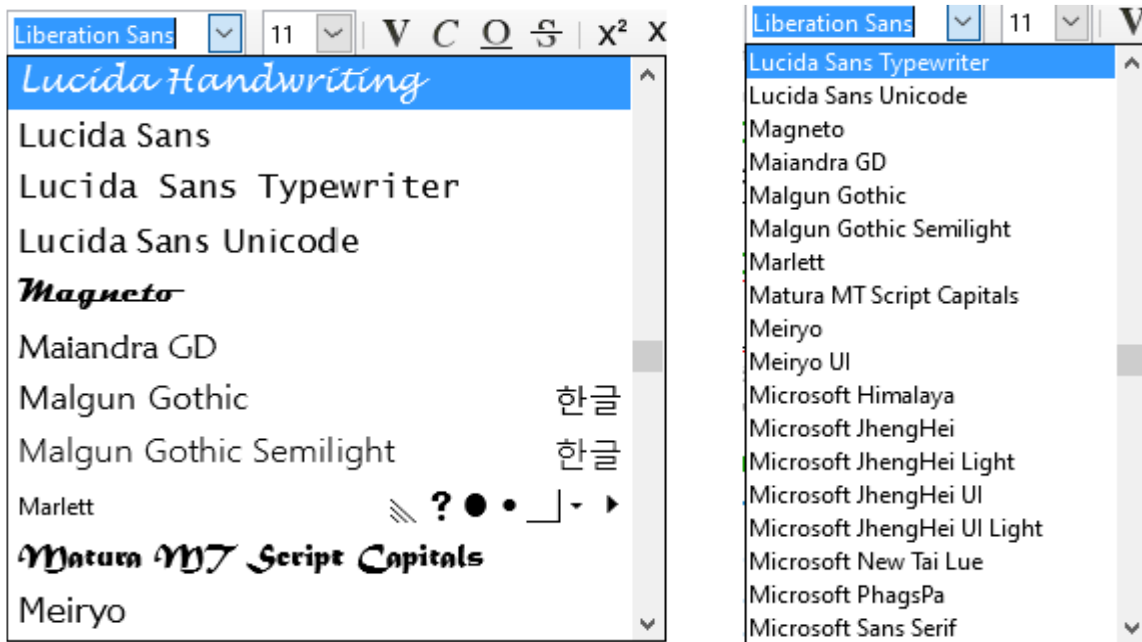 Liberation Sans 11 V C O S X² X
Lucida Handwriting
Lucida Sans
Lucida Sans Typewriter
Lucida Sans Unicode
Magneto
Maiandra GD
Malgun Gothic 한글
Malgun Gothic Semilight 한글
Marlett ?
Matura MT Script Capitals
Meiryo
Liberation Sans 11 V
Lucida Sans Typewriter
Lucida Sans Unicode
Magneto
Maiandra GD
Malgun Gothic
Malgun Gothic Semilight
Marlett
Matura MT Script Capitals
Meiryo
Meiryo UI
Microsoft Himalaya
Microsoft JhengHei
Microsoft JhengHei Light
Microsoft JhengHei UI
Microsoft JhengHei UI Light
Microsoft New Tai Lue
Microsoft PhagsPa
Microsoft Sans Serif